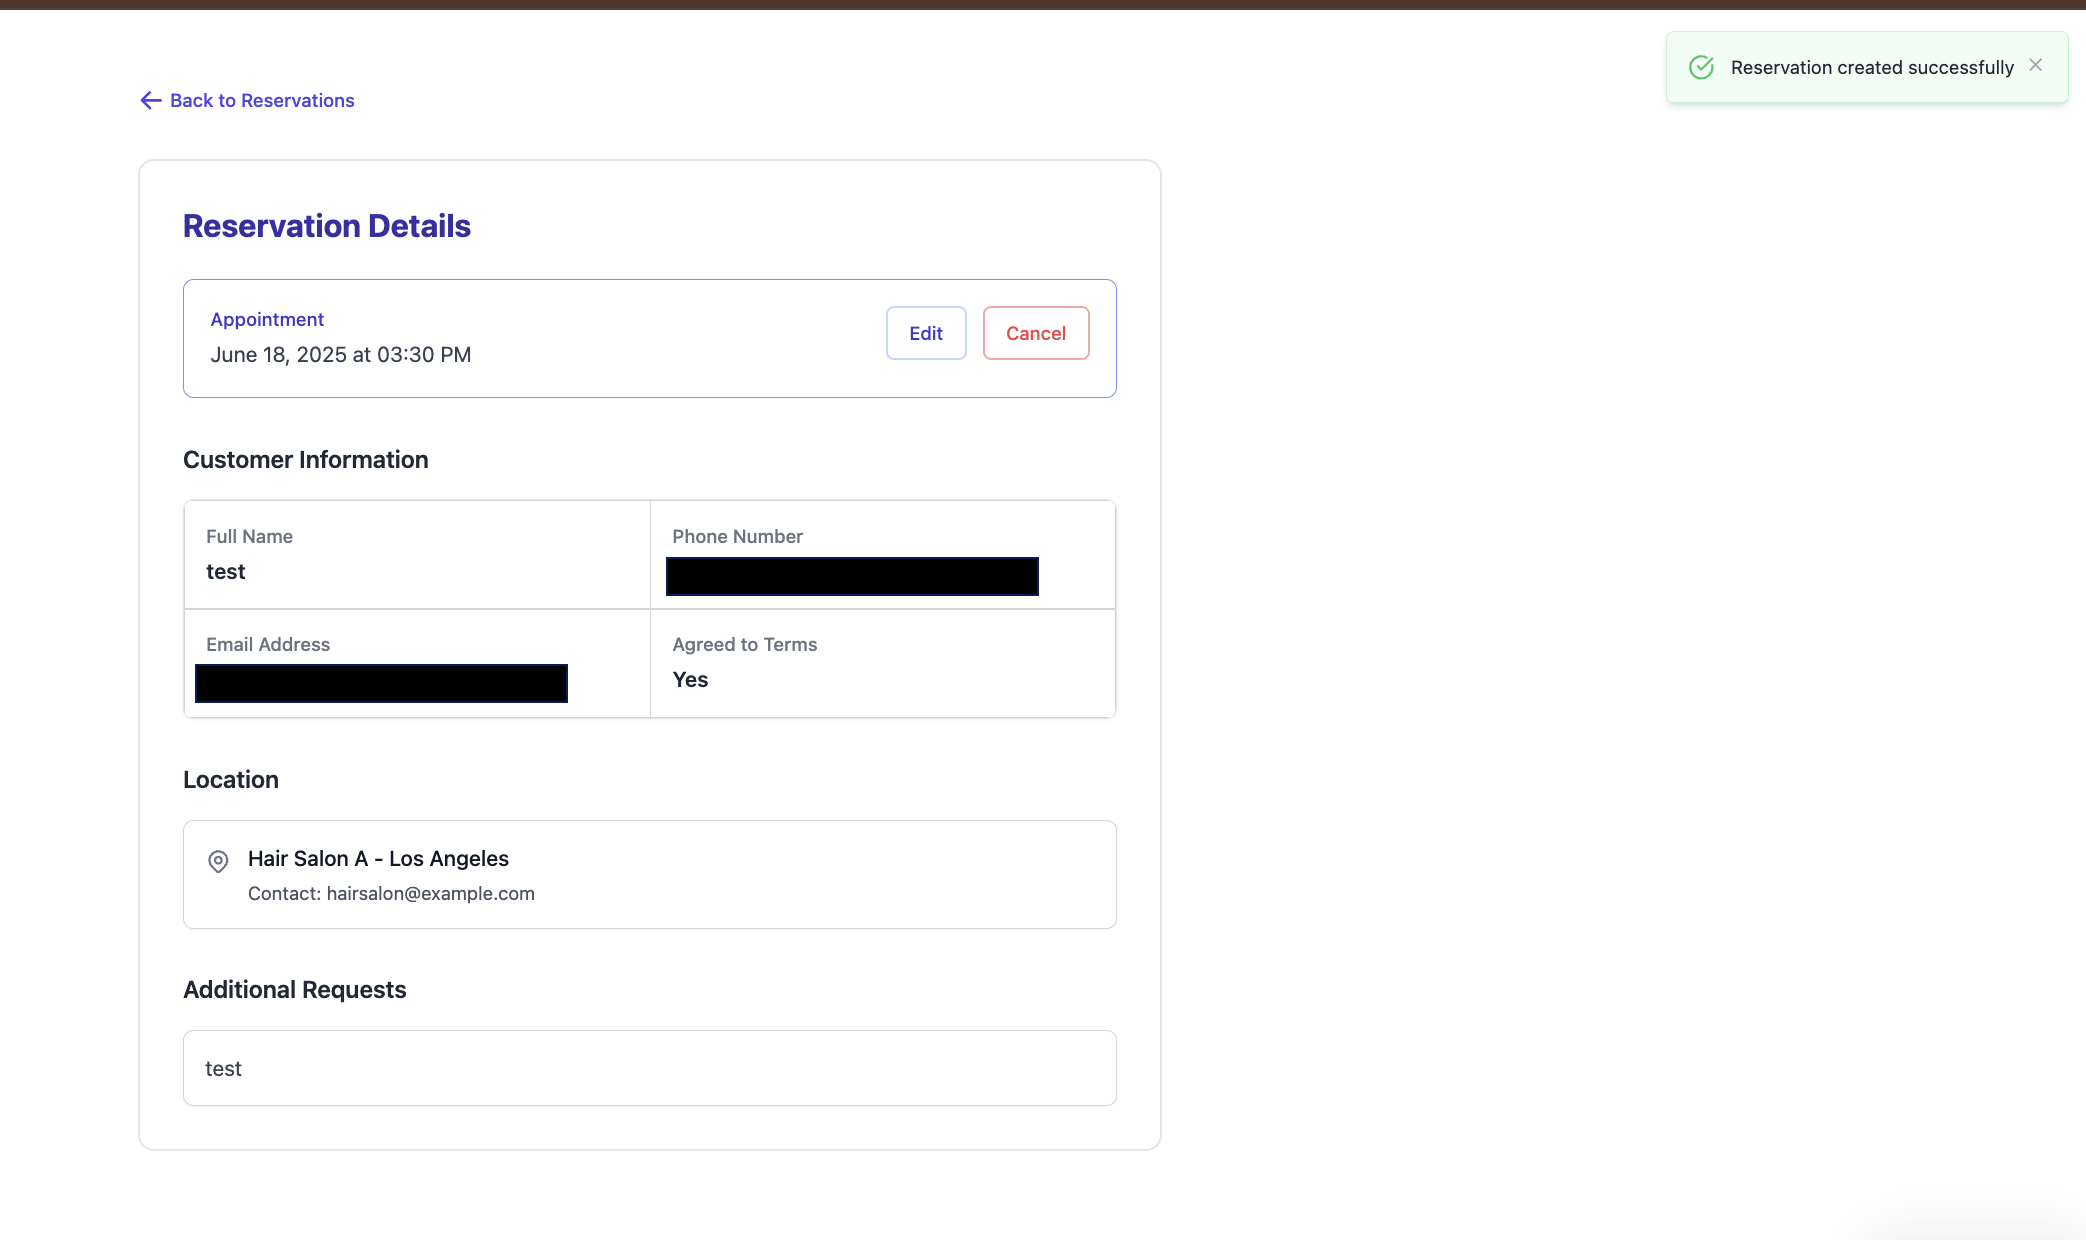 Reservation created successfully
Back to Reservations
Reservation Details
Appointment
June 18, 2025 at 03:30 PM
Edit
Cancel
Customer Information
Full Name
test
Phone Number
Email Address
Agreed to Terms
Yes
Location
Hair Salon A - Los Angeles
Contact: hairsalon@example.com
Additional Requests
test